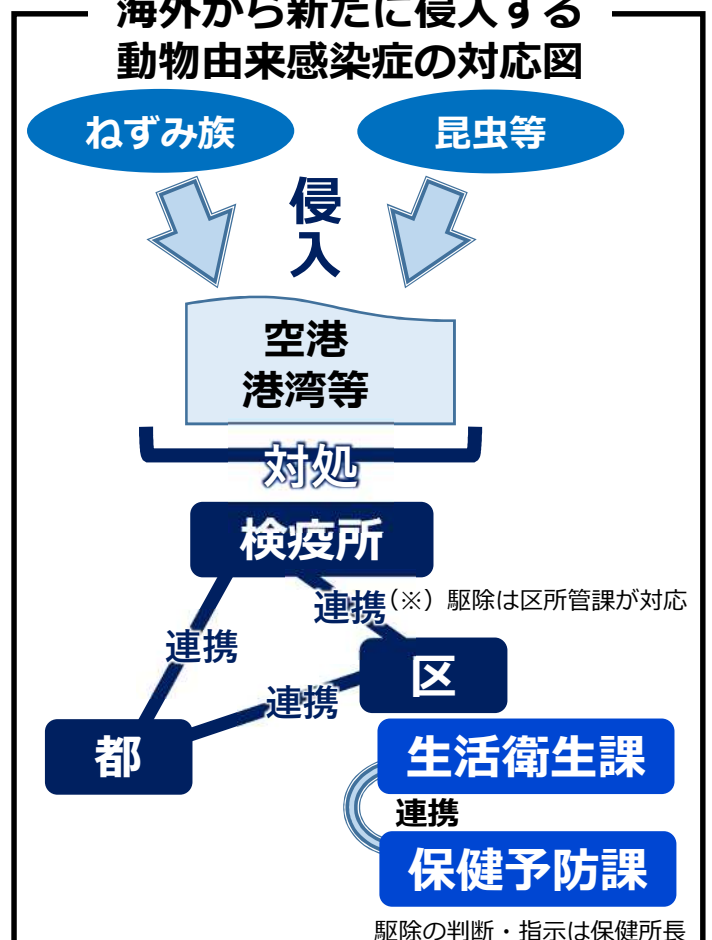 海外から新たに侵入する
動物由来感染症の対応図
ねずみ族
昆虫等
侵
入
空港
港湾等
対処
検疫所
連携
(※）駆除は区所管課が対応
連携
区
連携
都
生活衛生課
連携
保健予防課
駆除の判断・指示は保健所長